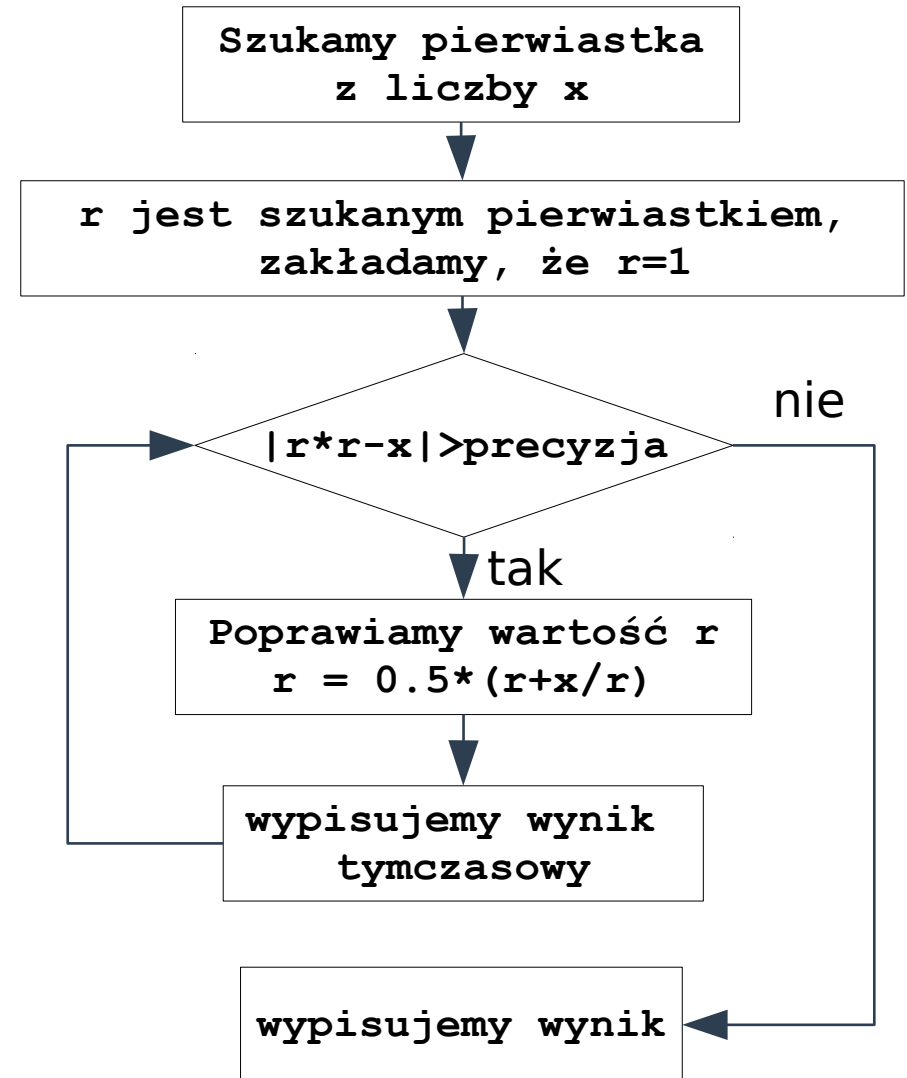 Szukamy pierwiastka
z liczby x
r jest szukanym pierwiastkiem,
zakładamy, że r=1
|r*r-x|>precyzja
nie
tak
Poprawiamy wartość r
r = 0.5*(r+x/r)
wypisujemy wynik
tymczasowy
wypisujemy wynik